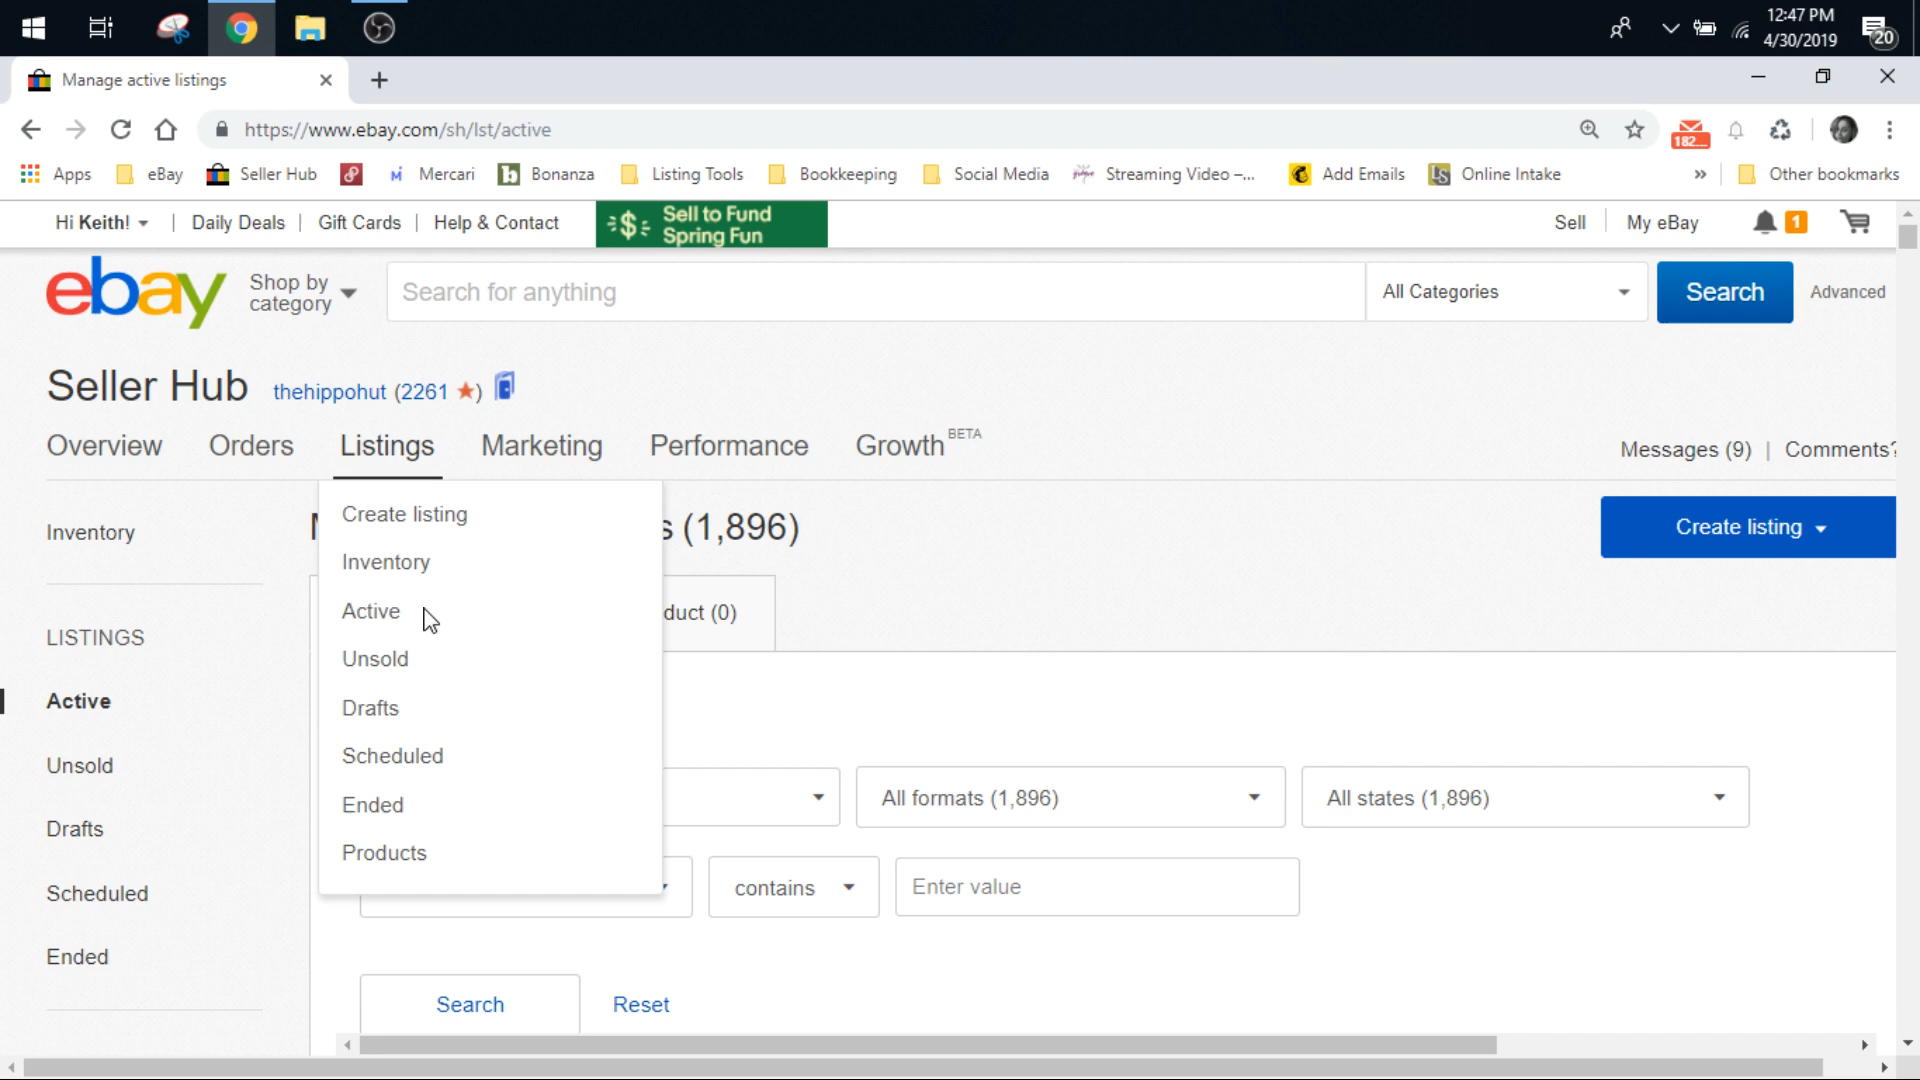 12:47 PM
4/30/2019
20
Manage active listings
https://www.ebay.com/sh/lst/active
182...
Apps
eBay
Seller Hub
Mercari
Bonanza
Listing Tools
Bookkeeping
Social Media
Streaming Video –...
Add Emails
Online Intake
»
Other bookmarks
Hi Keith!
Daily Deals
Gift Cards
Help & Contact
$
Sell to Fund
Spring Fun
Sell
My eBay
1
ebay
Shop by
category
Search for anything
All Categories
Search
Advanced
Seller Hub
thehippohut (2261 ★)
Overview
Orders
Listings
Marketing
Performance
Growth BETA
Messages (9) | Comments?
Inventory
LISTINGS
Active
Unsold
Drafts
Scheduled
Ended
Create listing
Inventory
Active
Unsold
Drafts
Scheduled
Ended
Products
s (1,896)
Create listing
duct (0)
All formats (1,896)
All states (1,896)
contains
Enter value
Search
Reset